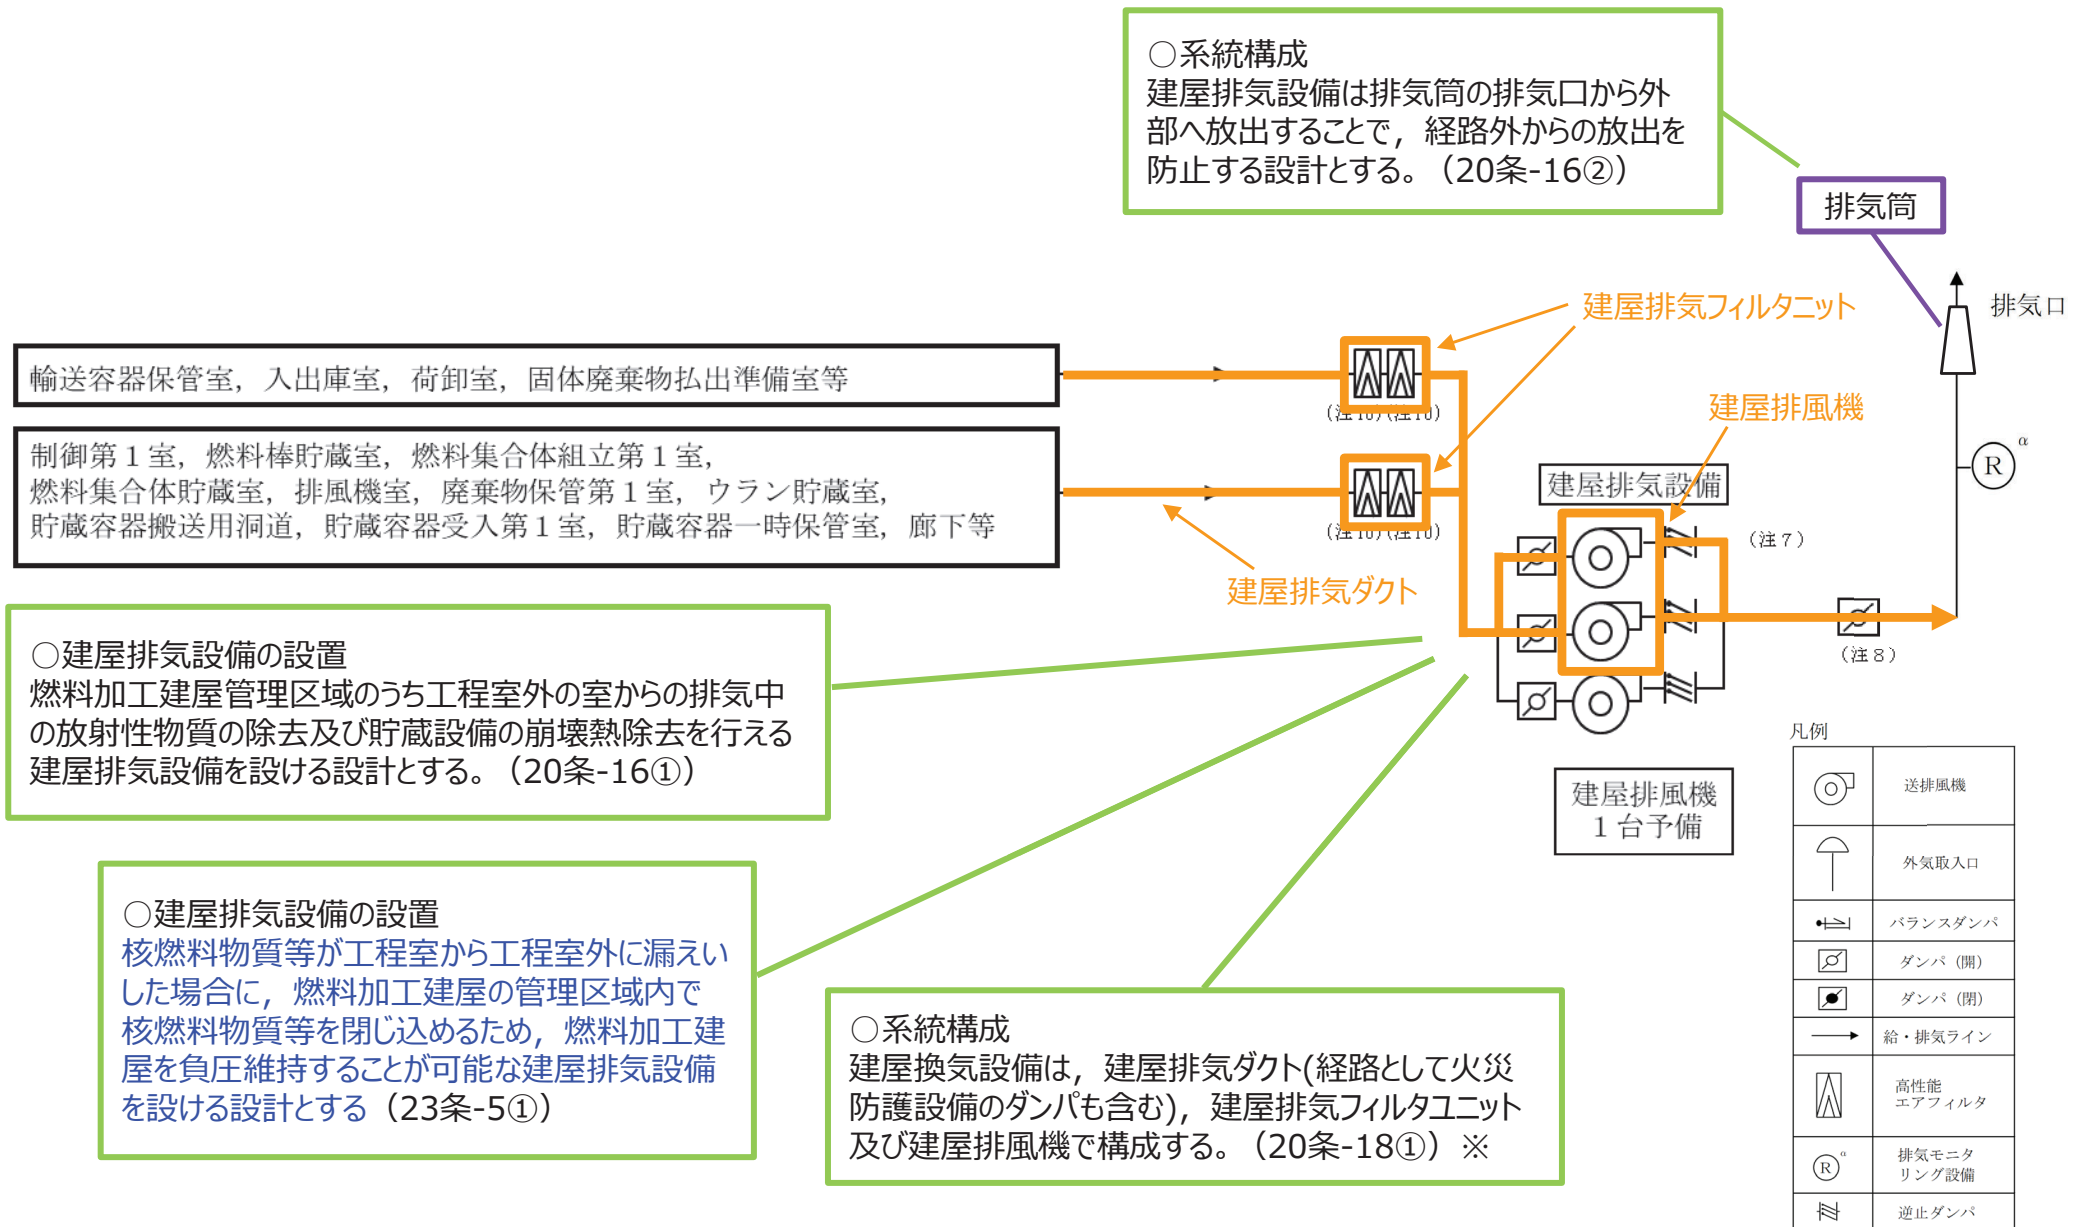 ○系統構成
建屋排気設備は排気筒の排気口から外
部へ放出することで，経路外からの放出を
防止する設計とする。（20条-16②）
排気筒
排気口
建屋排気フィルタニット
輸送容器保管室，入出庫室，荷卸室，固体廃棄物払出準備室等
(注10)(注10)
建屋排風機
R α
制御第１室，燃料棒貯蔵室，燃料集合体組立第１室，
燃料集合体貯蔵室，排風機室，廃棄物保管第１室，ウラン貯蔵室，
貯蔵容器搬送用洞道，貯蔵容器受入第１室，貯蔵容器一時保管室，廊下等
(注10)(注10)
建屋排気設備
（注７）
建屋排気ダクト
（注８）
○建屋排気設備の設置
燃料加工建屋管理区域のうち工程室外の室からの排気中
の放射性物質の除去及び貯蔵設備の崩壊熱除去を行える
建屋排気設備を設ける設計とする。（20条-16①）
建屋排風機
１台予備
○建屋排気設備の設置
核燃料物質等が工程室から工程室外に漏えい
した場合に，燃料加工建屋の管理区域内で
核燃料物質等を閉じ込めるため，燃料加工建
屋を負圧維持することが可能な建屋排気設備
を設ける設計とする（23条-5①）
○系統構成
建屋換気設備は，建屋排気ダクト(経路として火災
防護設備のダンパも含む)，建屋排気フィルタユニット
及び建屋排風機で構成する。（20条-18①）※
凡例
送排風機
外気取入口
バランスダンパ
ダンパ（開）
ダンパ（閉）
給・排気ライン
高性能
エアフィルタ
R α
排気モニタ
リング設備
逆止ダンパ